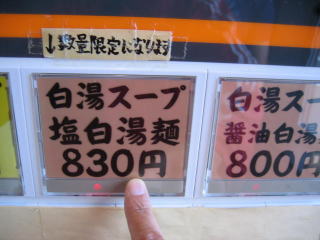 ↓数量限定になります
白湯スープ
塩白湯麺
830円
白湯ス
醤油白湯
800円